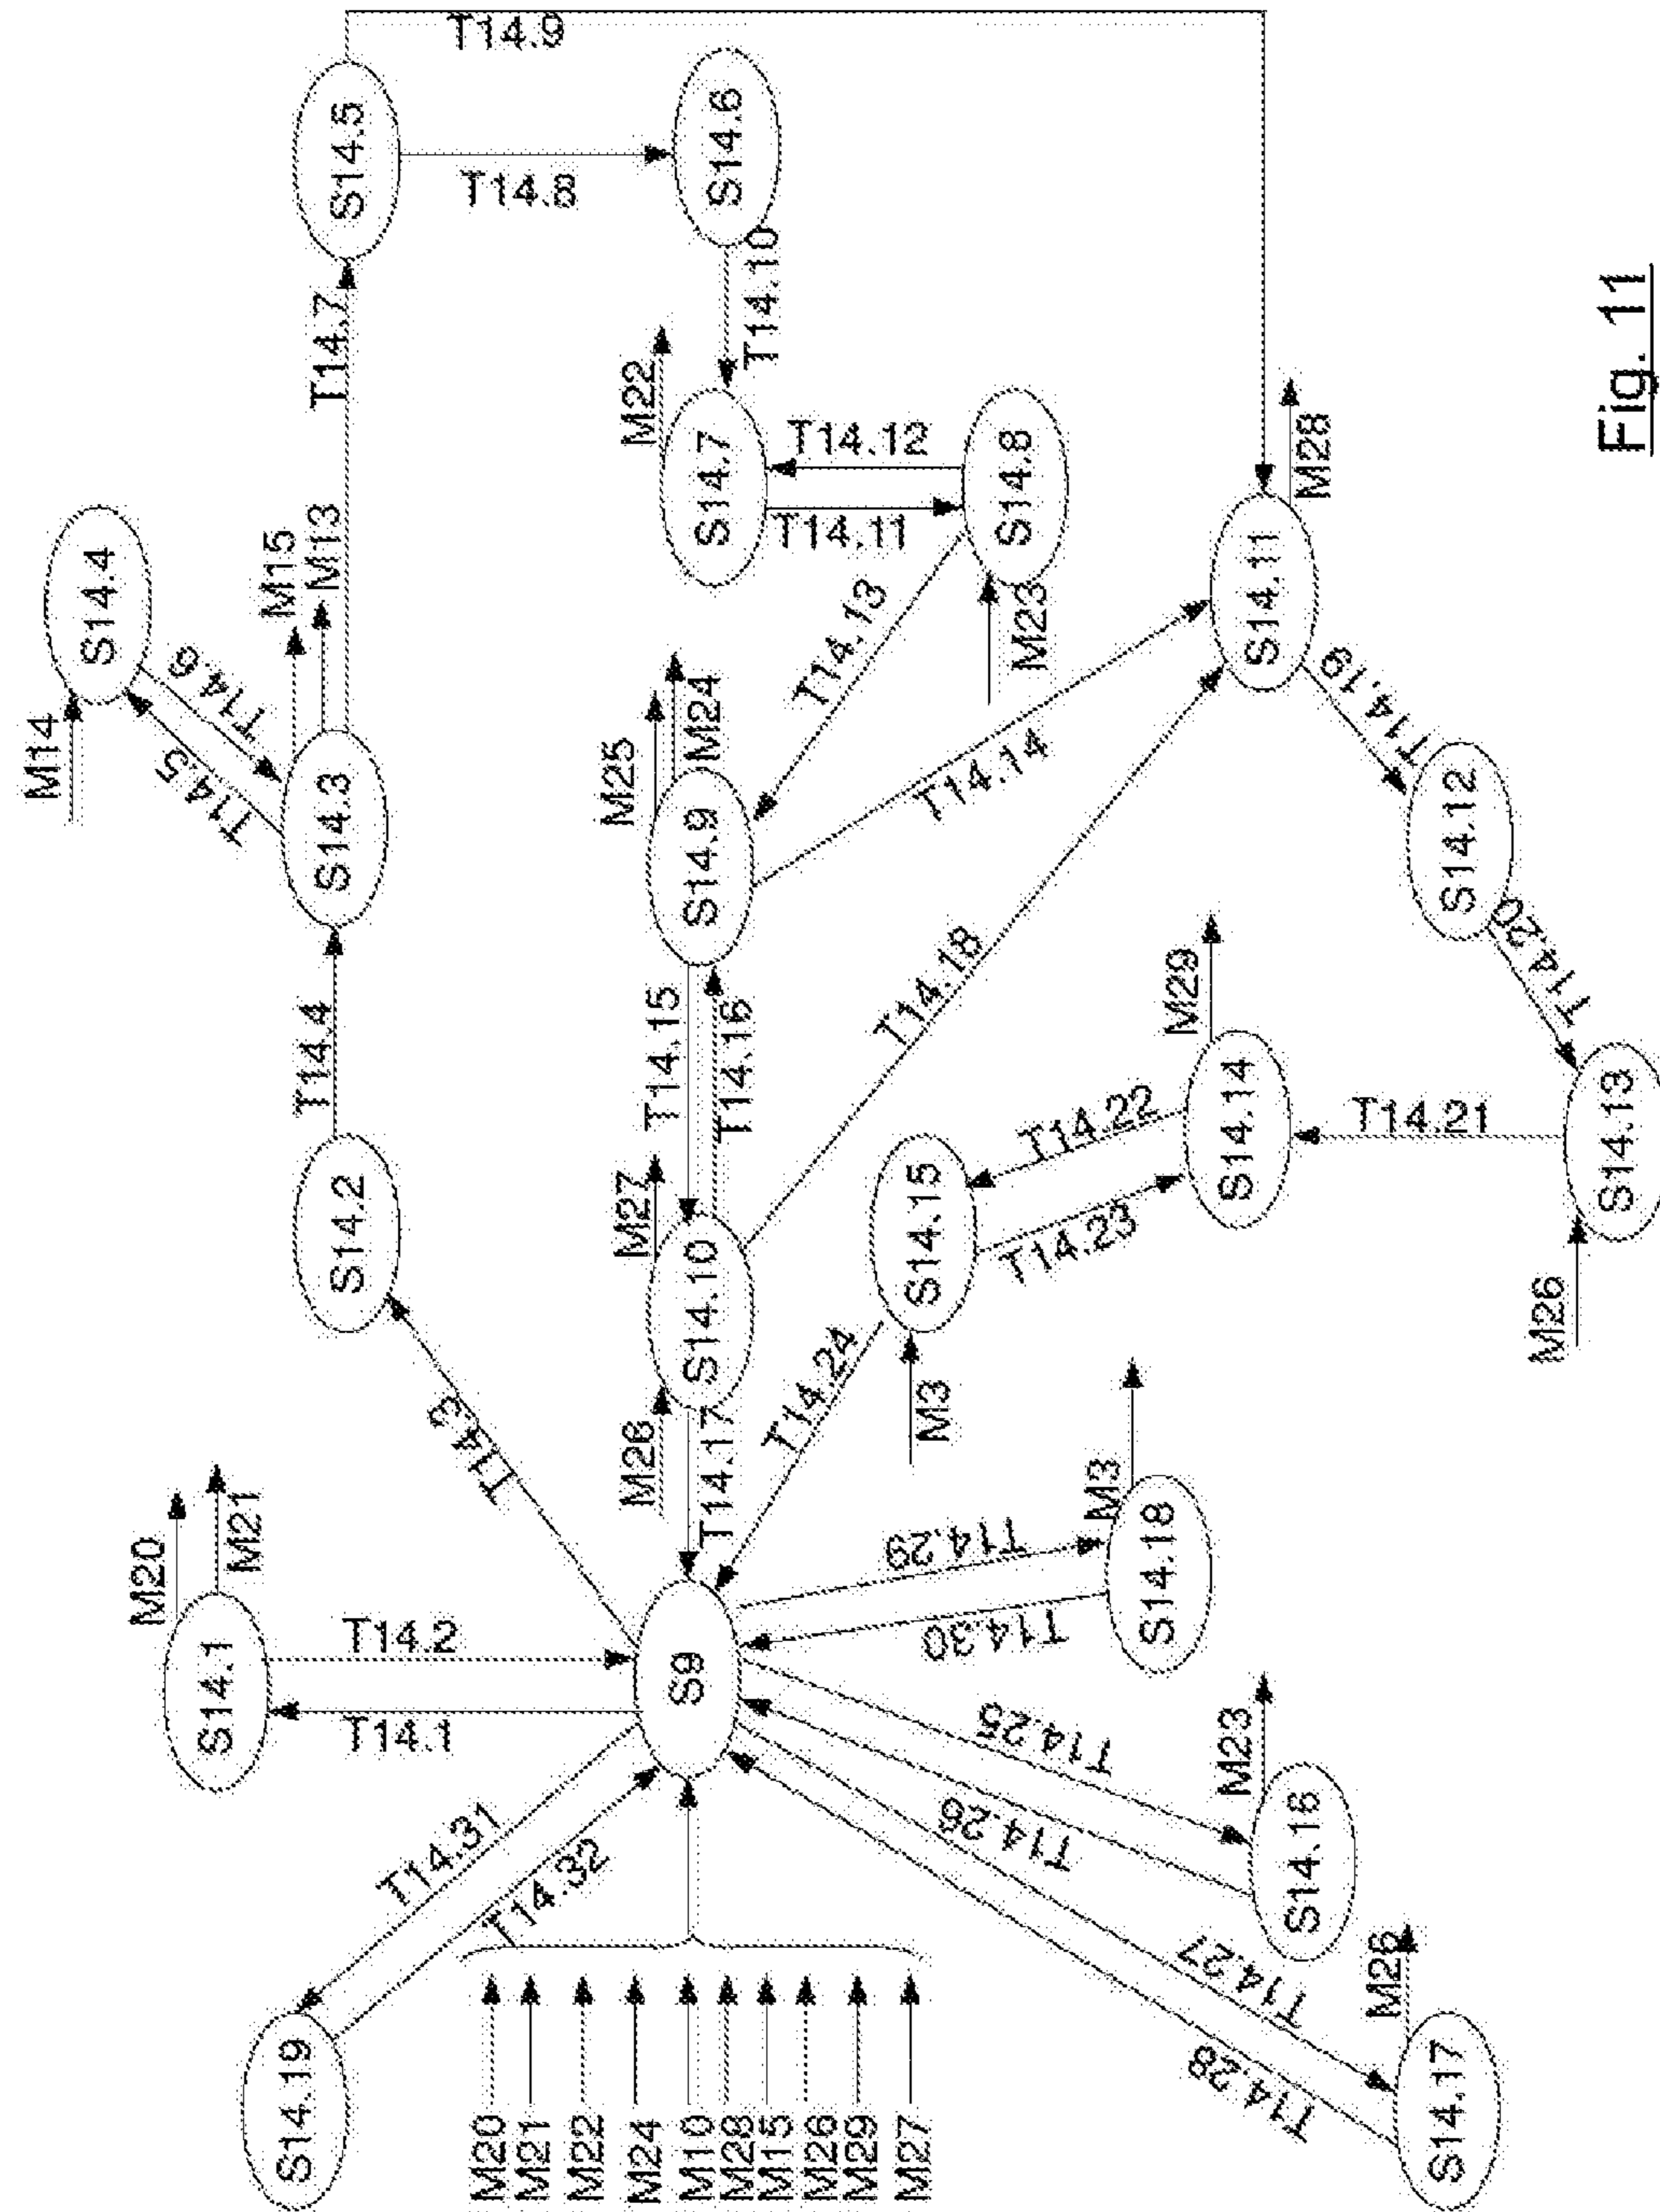 S14.19
T14.31
T14.32
M20
M21
M22
M24
M10
M28
M15
M26
M29
M27
S14.1
M20
M21
T14.1
T14.2
S9
T14.3
S14.2
T14.4
S14.3
M15
M13
T14.5
T14.6
M14
S14.4
T14.7
S14.5
T14.8
T14.9
S14.6
T14.10
M22
S14.7
T14.11
T14.12
S14.8
M23
T14.13
M25
M24
S14.9
T14.14
T14.15
T14.16
M27
S14.10
M26
T14.17
T14.18
S14.11
M28
T14.19
S14.12
T14.20
S14.13
M26
T14.21
S14.14
M29
T14.22
T14.23
S14.15
M3
T14.24
T14.29
T14.30
M3
S14.18
T14.25
T14.26
M23
S14.16
T14.27
T14.28
M26
S14.17
Fig. 11